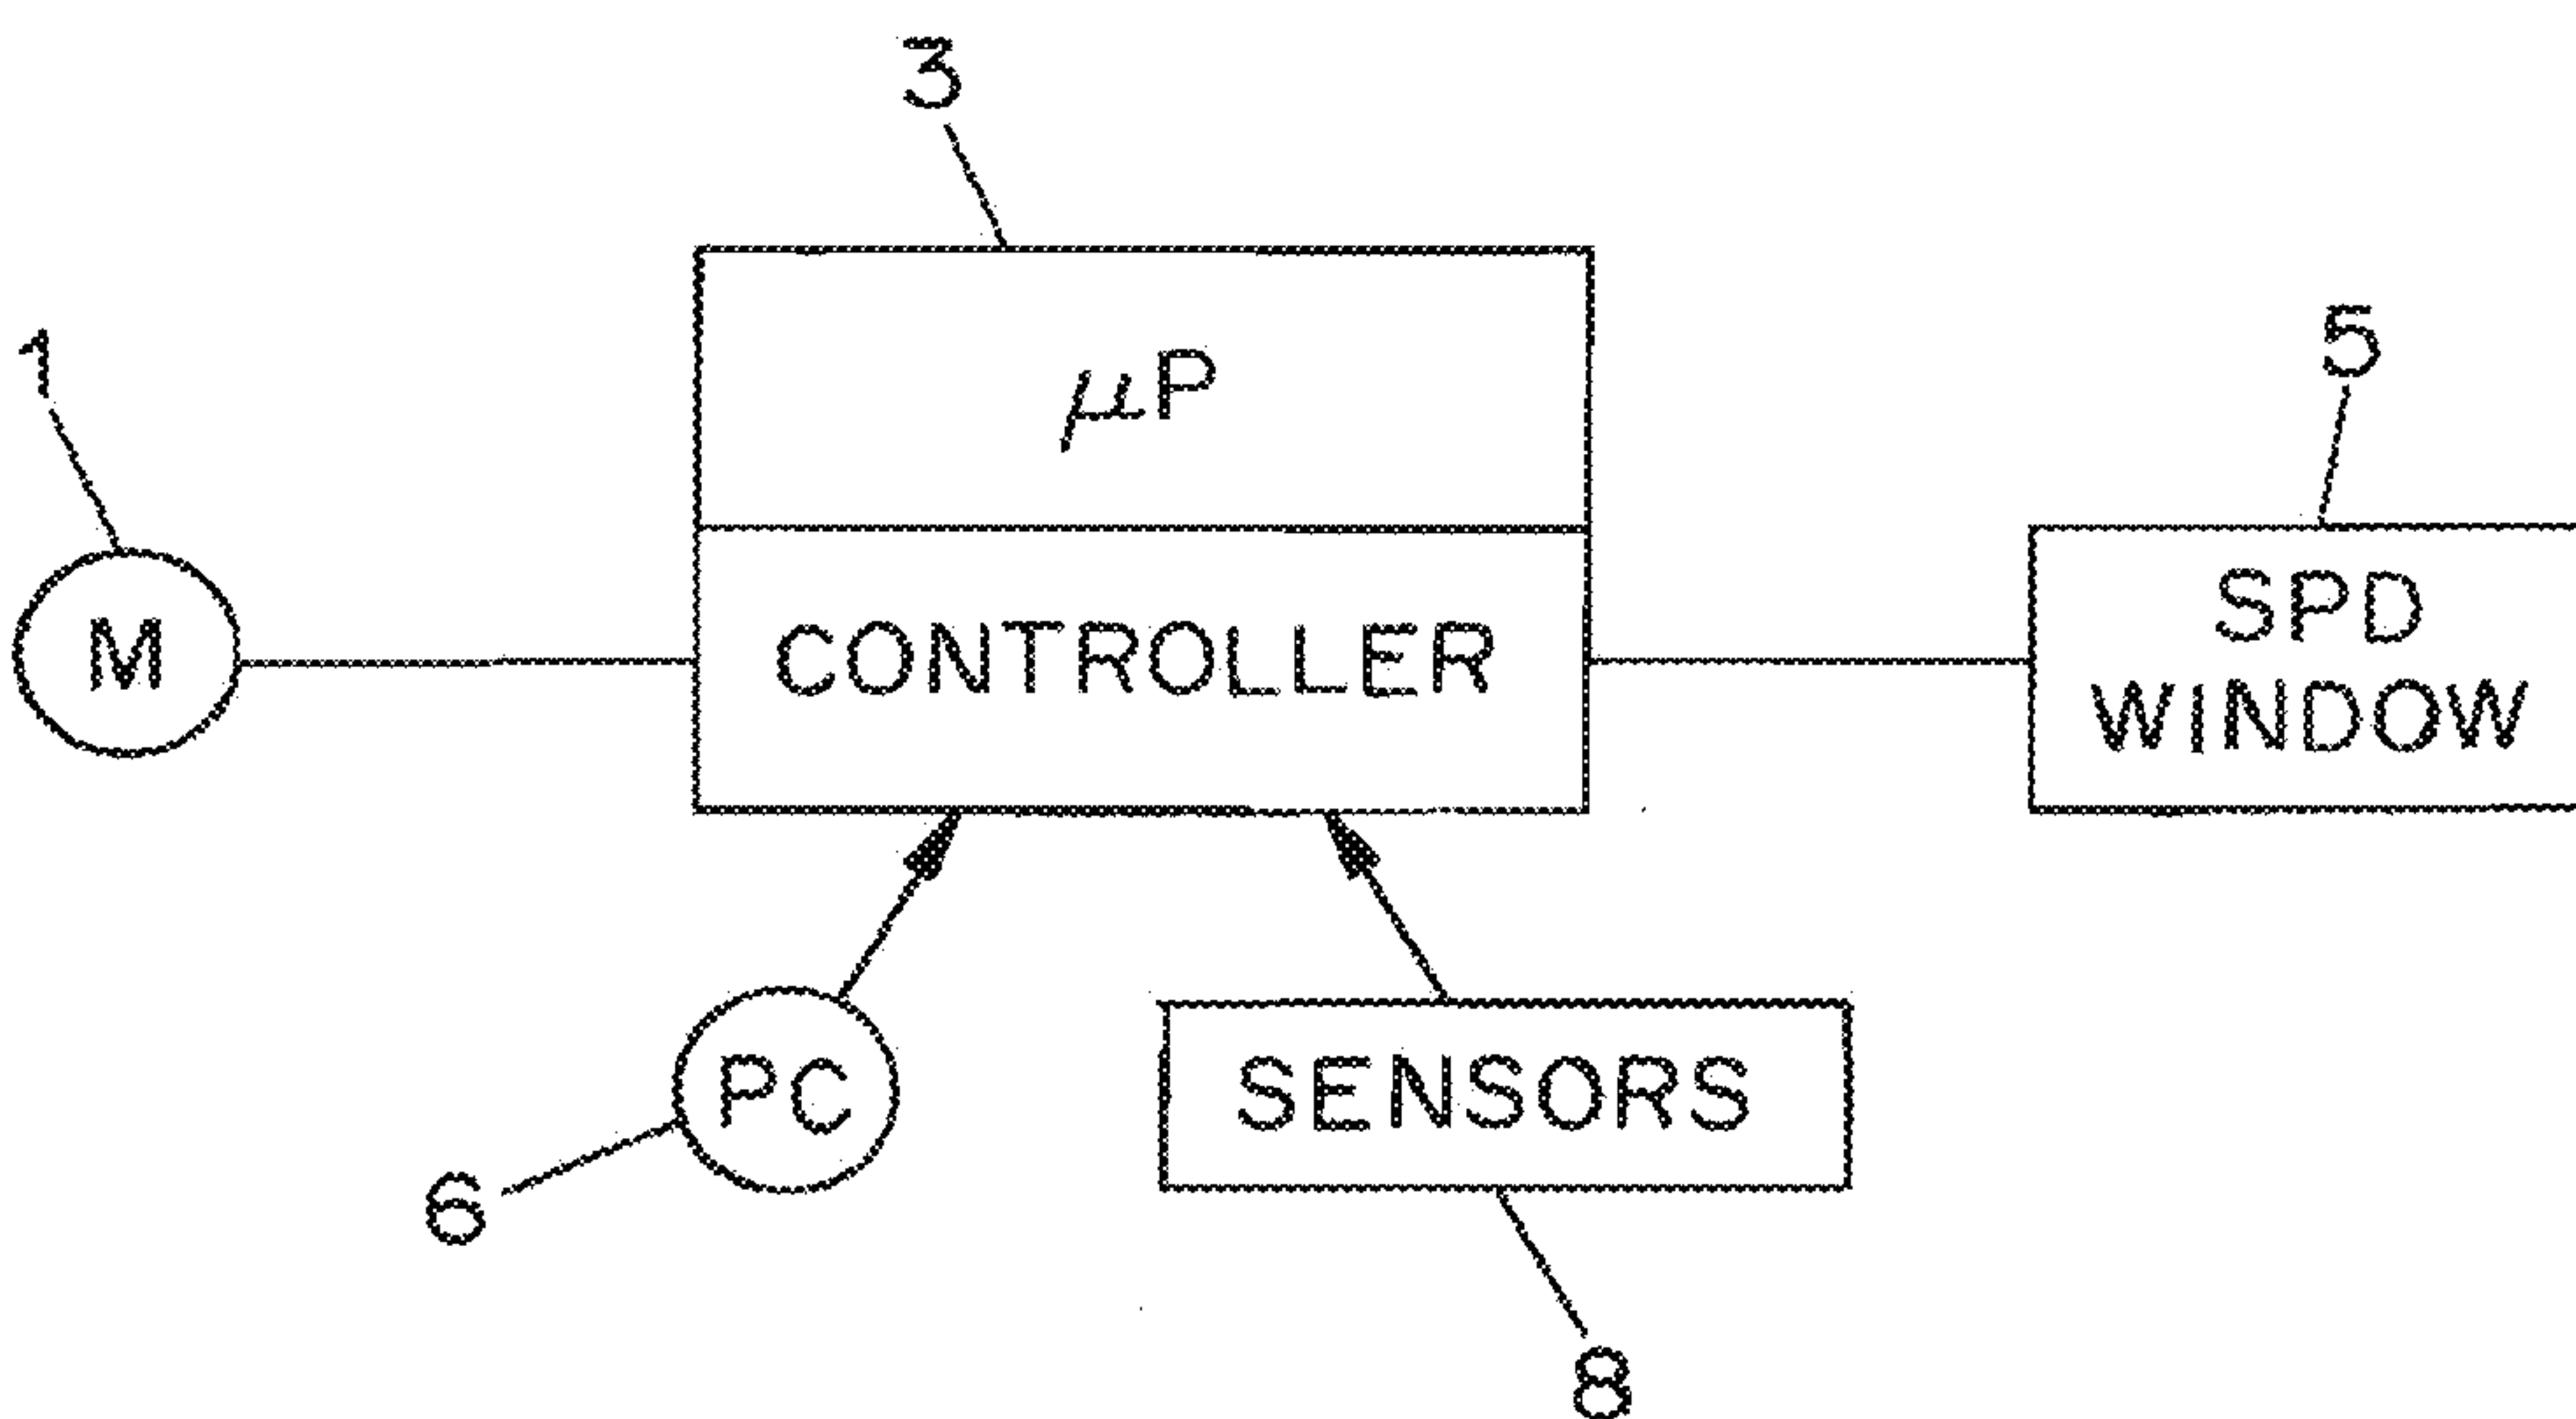 3
1
μP
5
M
CONTROLLER
SPD
WINDOW
PC
SENSORS
6
8